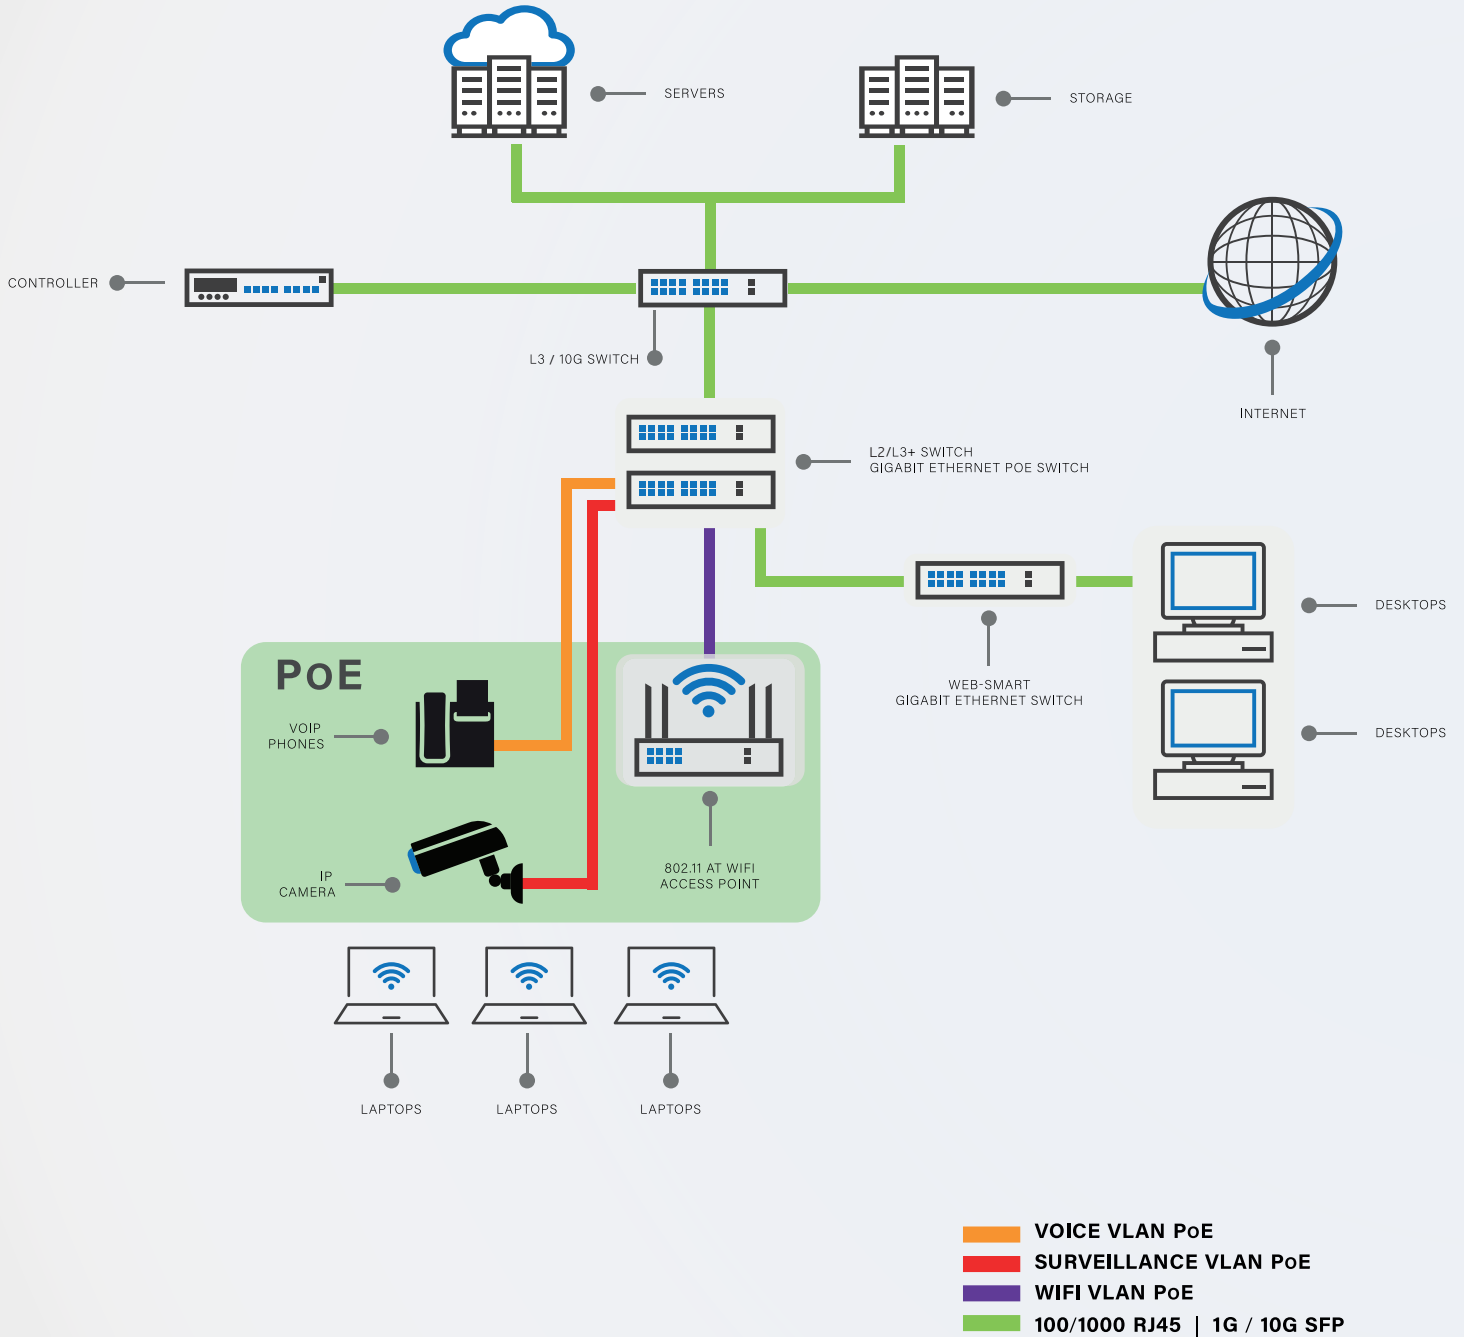 SERVERS
STORAGE
CONTROLLER
L3 / 10G SWITCH
INTERNET
L2/L3+ SWITCH
GIGABIT ETHERNET POE SWITCH
DESKTOPS
WEB-SMART
GIGABIT ETHERNET SWITCH
DESKTOPS
POE
VOIP
PHONES
802.11 AT WIFI
ACCESS POINT
IP
CAMERA
LAPTOPS
LAPTOPS
LAPTOPS
VOICE VLAN PoE
SURVEILLANCE VLAN PoE
WIFI VLAN PoE
100/1000 RJ45 | 1G / 10G SFP